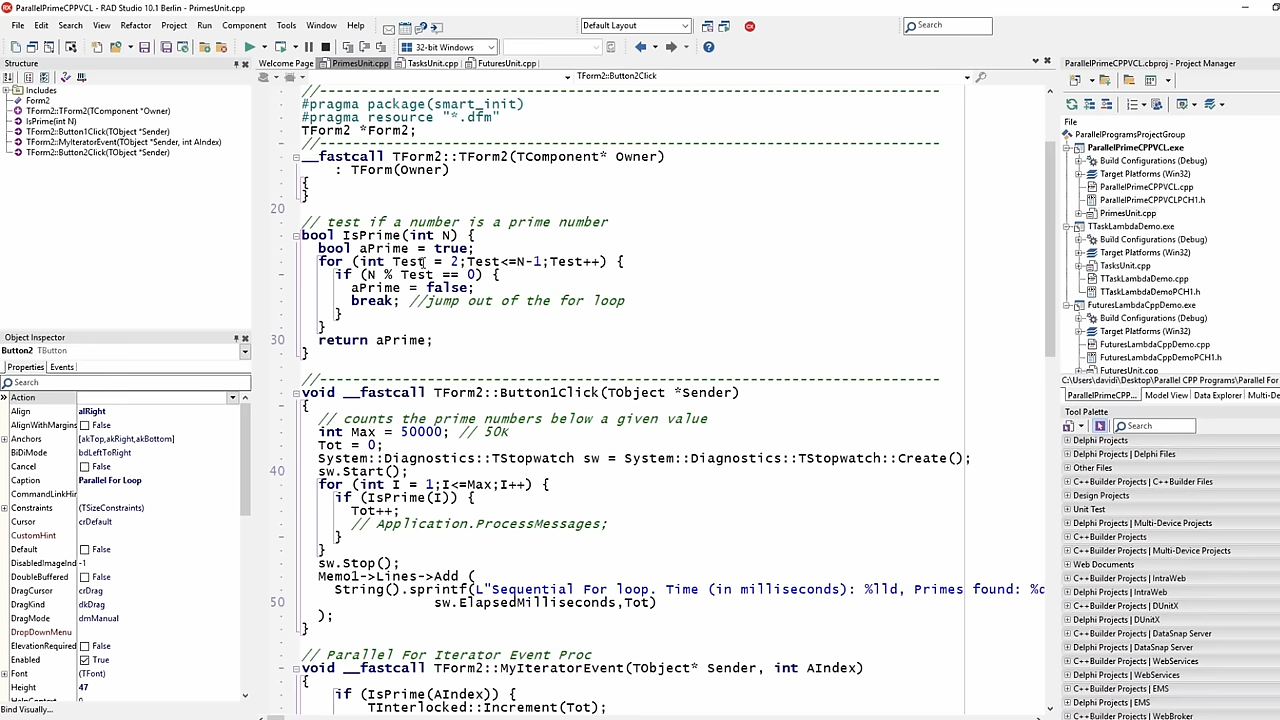 ParallelPrimeCPPVCL - RAD Studio 10.1 Berlin - PrimesUnit.cpp
File Edit Search View Refactor Project Run Component Tools Window Help
Default Layout
Search
32-bit Windows
Structure
Includes
Form2
TForm2::TForm2(TComponent *Owner)
IsPrime(int N)
TForm2::Button1Click(TObject *Sender)
TForm2::MyIteratorEvent(TObject *Sender, int AIndex)
TForm2::Button2Click(TObject *Sender)
Object Inspector
Button2 TButton
Properties Events
Search
Action
Align alRight
AlignWithMargins False
Anchors [akTop,akRight,akBottom]
BiDiMode bdLeftToRight
Cancel False
Caption Parallel For Loop
CommandLinkHin
Constraints (TSizeConstraints)
Cursor crDefault
CustomHint
Default False
DisabledImageInd -1
DoubleBuffered False
DragCursor crDrag
DragKind dkDrag
DragMode dmManual
DropDownMenu
ElevationRequired False
Enabled True
Font (TFont)
Height 47
Bind Visually...
Welcome Page PrimesUnit.cpp TasksUnit.cpp FuturesUnit.cpp
TForm2::Button2Click
//---------------------------------------------------------------------------
#pragma package(smart_init)
#pragma resource "*.dfm"
TForm2 *Form2;
//---------------------------------------------------------------------------
__fastcall TForm2::TForm2(TComponent* Owner)
: TForm(Owner)
{
}
20
// test if a number is a prime number
bool IsPrime(int N) {
bool aPrime = true;
for (int Test = 2;Test<=N-1;Test++) {
if (N % Test == 0) {
aPrime = false;
break; //jump out of the for loop
}
}
30 return aPrime;
}
//---------------------------------------------------------------------------
void __fastcall TForm2::Button1Click(TObject *Sender)
{
// counts the prime numbers below a given value
int Max = 50000; // 50K
Tot = 0;
System::Diagnostics::TStopwatch sw = System::Diagnostics::TStopwatch::Create();
40 sw.Start();
for (int I = 1;I<=Max;I++) {
if (IsPrime(I)) {
Tot++;
// Application.ProcessMessages;
}
}
sw.Stop();
Memo1->Lines->Add (
String().sprintf(L"Sequential For loop. Time (in milliseconds): %lld, Primes found: %d
50 sw.ElapsedMilliseconds,Tot)
);
}
// Parallel For Iterator Event Proc
void __fastcall TForm2::MyIteratorEvent(TObject* Sender, int AIndex)
{
if (IsPrime(AIndex)) {
TInterlocked::Increment(Tot);
ParallelPrimeCPPVCL.cbproj - Project Manager
File
ParallelProgramsProjectGroup
ParallelPrimeCPPVCL.exe
Build Configurations (Debug)
Target Platforms (Win32)
ParallelPrimeCPPVCL.cpp
ParallelPrimeCPPVCLPCH1.h
PrimesUnit.cpp
TTaskLambdaDemo.exe
Build Configurations (Debug)
Target Platforms (Win32)
TasksUnit.cpp
TTaskLambdaDemo.cpp
TTaskLambdaDemoPCH1.h
FuturesLambdaCppDemo.exe
Build Configurations (Debug)
Target Platforms (Win32)
FuturesLambdaCppDemo.cpp
FuturesLambdaCppDemoPCH1.h
FuturesUnit.cpp
C:\Users\davidi\Desktop\Parallel CPP Programs\Parallel For
ParallelPrimeCPP... Model View Data Explorer Multi-De
Tool Palette
Search
Delphi Projects
Delphi Projects | Delphi Files
Other Files
C++Builder Projects | C++Builder Files
Design Projects
Unit Test
Delphi Projects | Multi-Device Projects
C++Builder Projects
C++Builder Projects | Multi-Device Projects
Web Documents
C++Builder Projects | IntraWeb
Delphi Projects | IntraWeb
C++Builder Projects | DUnitX
Delphi Projects | DUnitX
C++Builder Projects | DataSnap Server
C++Builder Projects | WebServices
Delphi Projects | WebServices
C++Builder Projects | EMS
Delphi Projects | EMS
C++Builder Projects | WebBroker